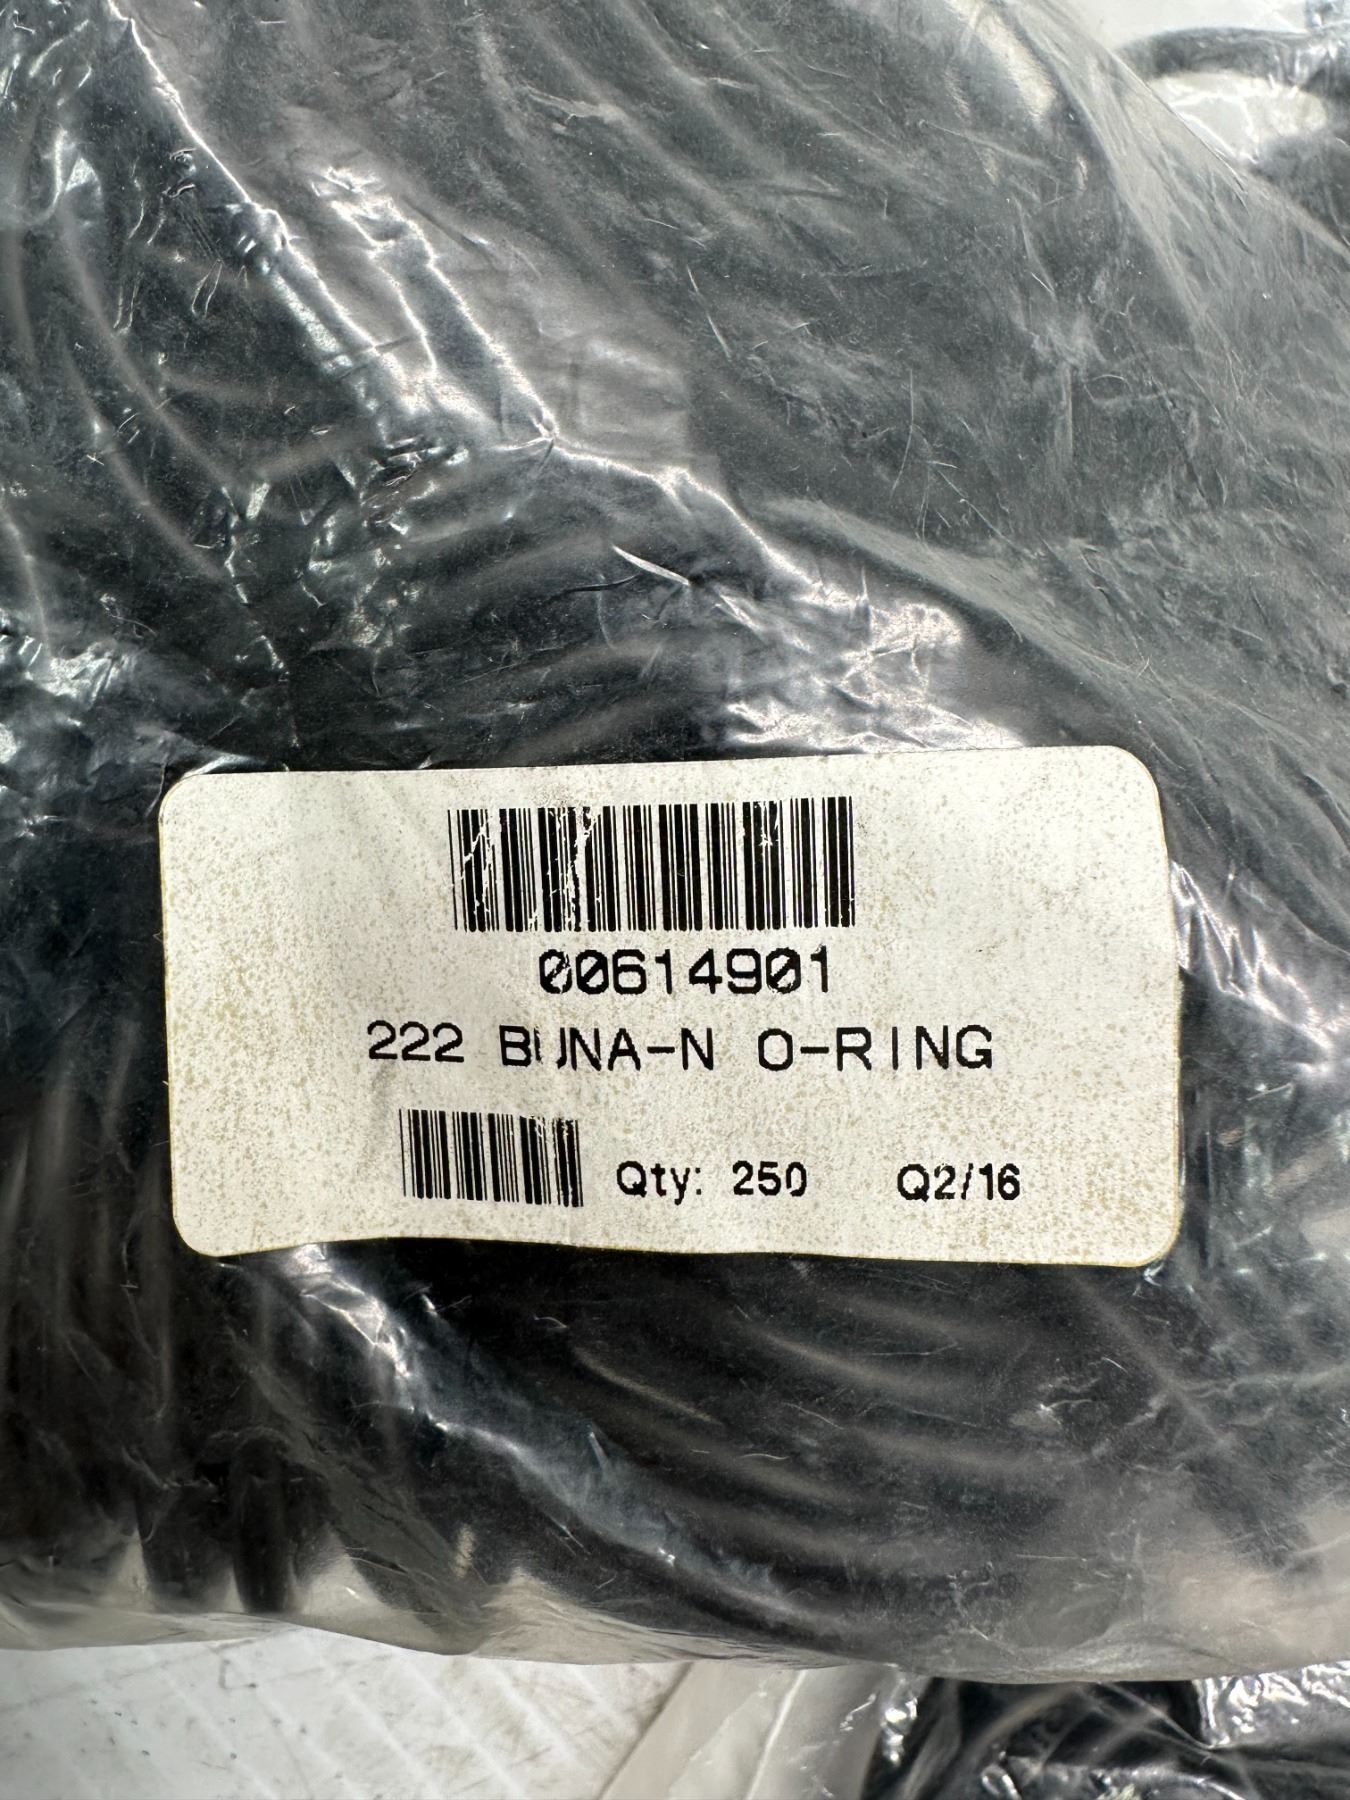 00614901
222 BUNA-N O-RING
Qty: 250 Q2/16